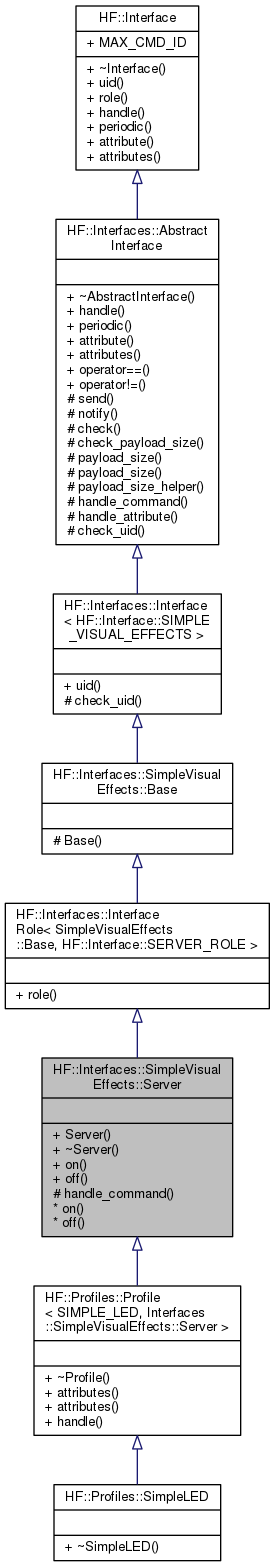 HF::Interface
+ MAX_CMD_ID
+ ~Interface()
+ uid()
+ role()
+ handle()
+ periodic()
+ attribute()
+ attributes()
HF::Interfaces::Abstract
Interface
+ ~AbstractInterface()
+ handle()
+ periodic()
+ attribute()
+ attributes()
+ operator==()
+ operator!=()
# send()
# notify()
# check()
# check_payload_size()
# payload_size()
# payload_size()
# payload_size_helper()
# handle_command()
# handle_attribute()
# check_uid()
HF::Interfaces::Interface
< HF::Interface::SIMPLE
_VISUAL_EFFECTS >
+ uid()
# check_uid()
HF::Interfaces::SimpleVisual
Effects::Base
# Base()
HF::Interfaces::Interface
Role< SimpleVisualEffects
::Base, HF::Interface::SERVER_ROLE >
+ role()
HF::Interfaces::SimpleVisual
Effects::Server
+ Server()
+ ~Server()
+ on()
+ off()
# handle_command()
* on()
* off()
HF::Profiles::Profile
< SIMPLE_LED, Interfaces
::SimpleVisualEffects::Server >
+ ~Profile()
+ attributes()
+ attributes()
+ handle()
HF::Profiles::SimpleLED
+ ~SimpleLED()